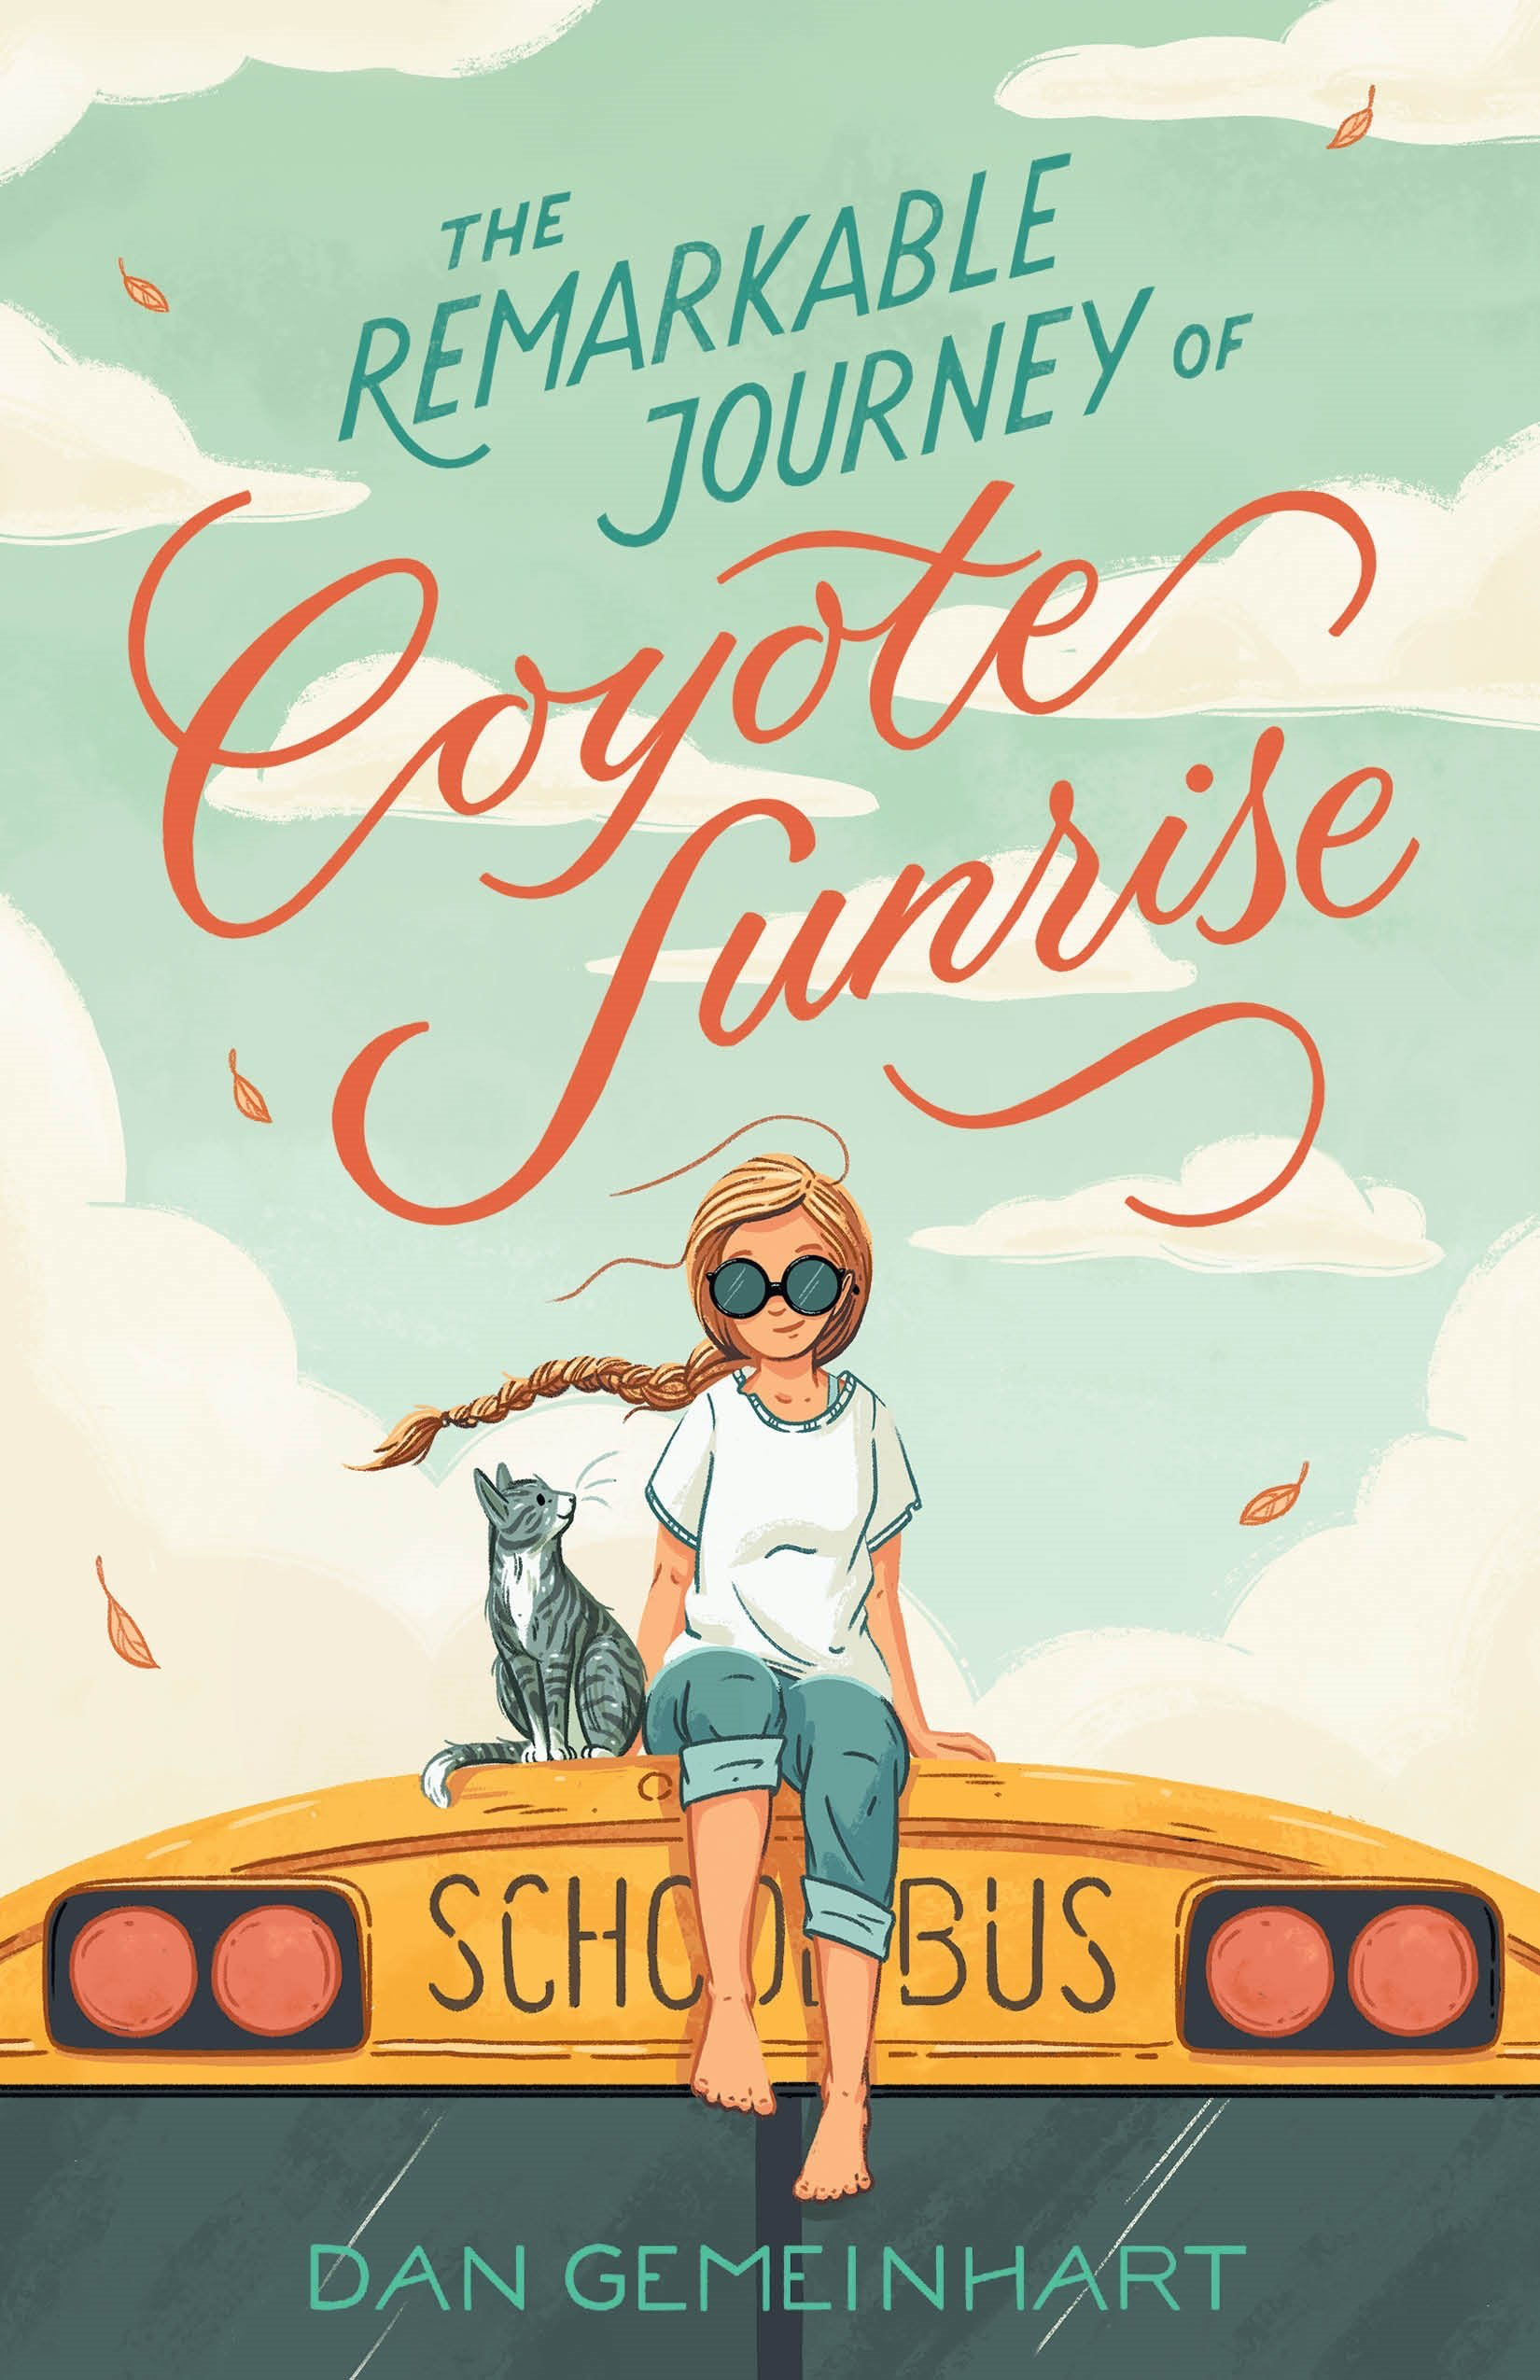 THE
REMARKABLE
JOURNEY OF
Coyote
Sunrise
SCHOOL BUS
DAN GEMEINHART